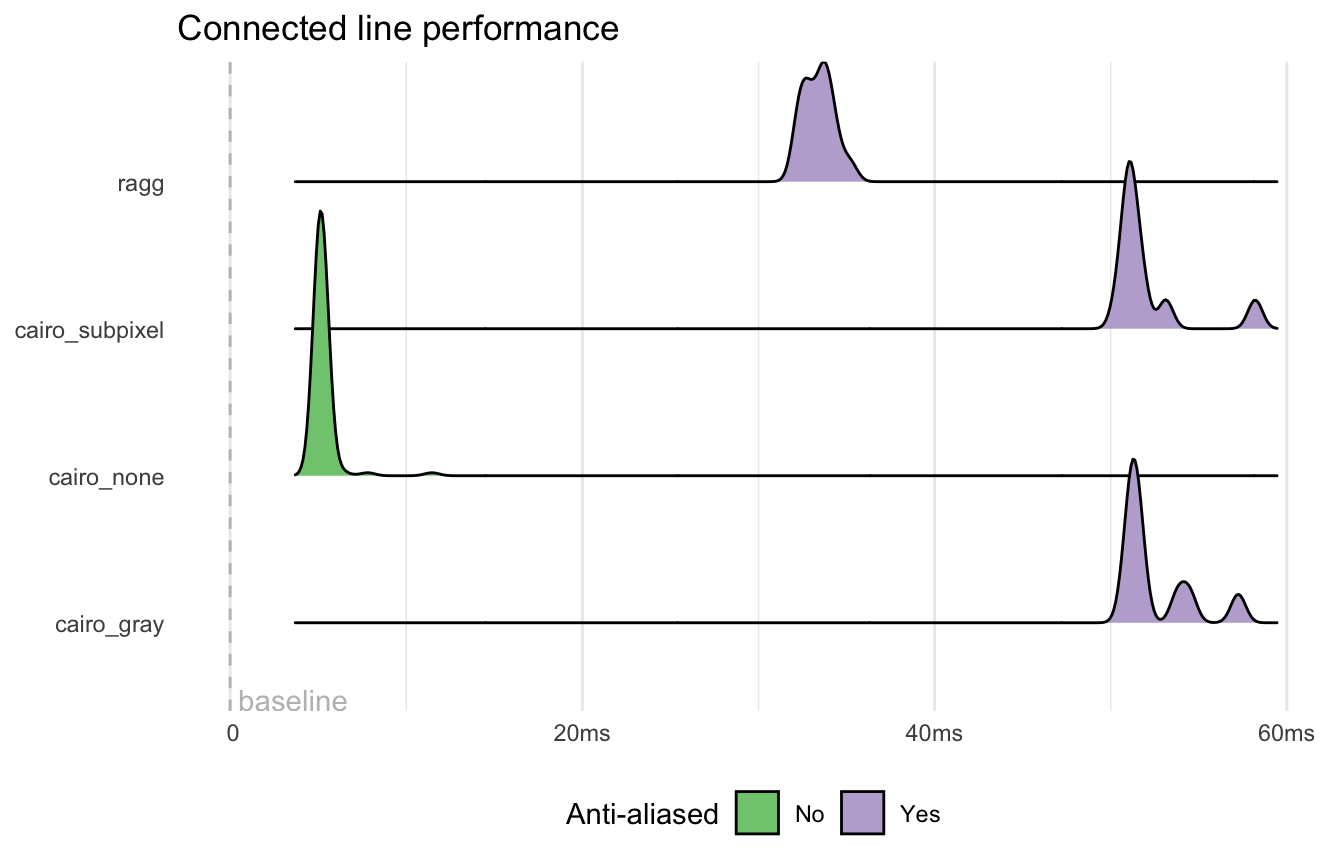 Connected line performance
ragg
cairo_subpixel
cairo_none
cairo_gray
baseline
0 20ms 40ms 60ms
Anti-aliased No Yes